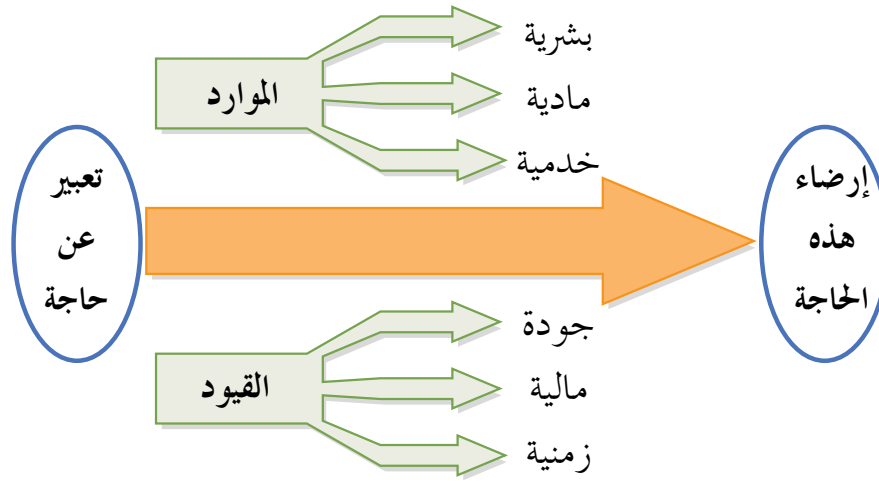 الموارد
بشرية
مادية
خدمية
تعبير
عن
حاجة
إرضاء
هذه
الحاجة
القيود
جودة
مالية
زمنية